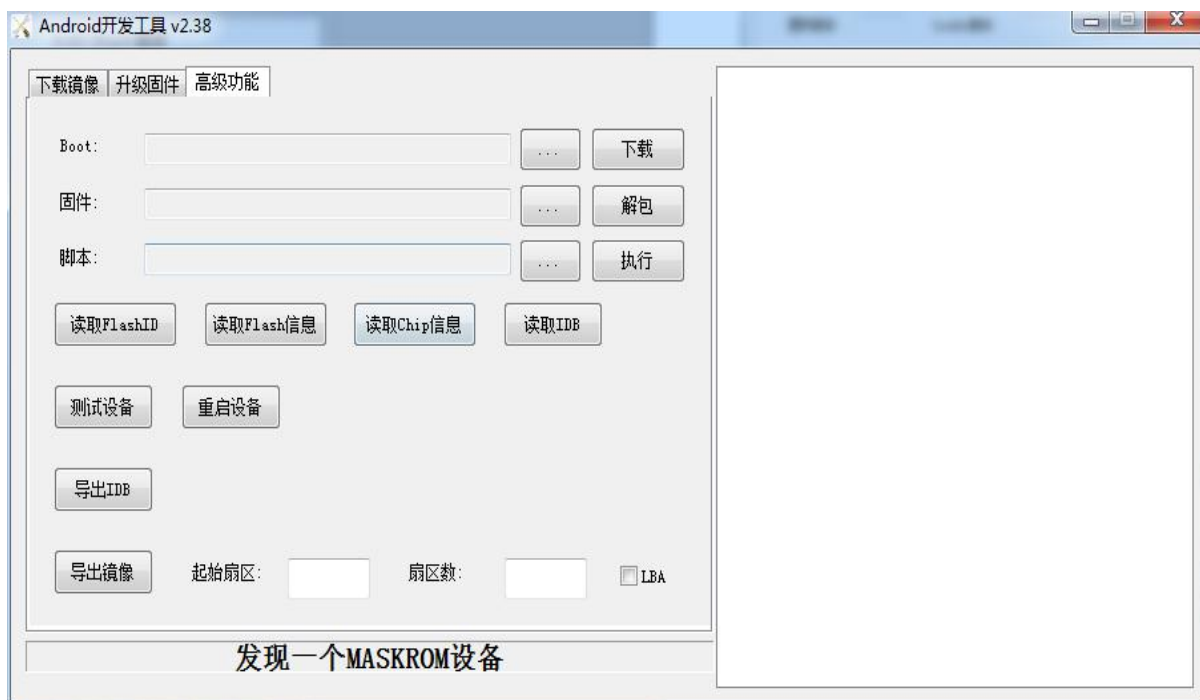 Android开发工具 v2.38
下载镜像 升级固件 高级功能
Boot: ... 下载
固件: ... 解包
脚本: ... 执行
读取FlashID 读取Flash信息 读取Chip信息 读取IDB
测试设备 重启设备
导出IDB
导出镜像 起始扇区: 扇区数: LBA
发现一个MASKROM设备